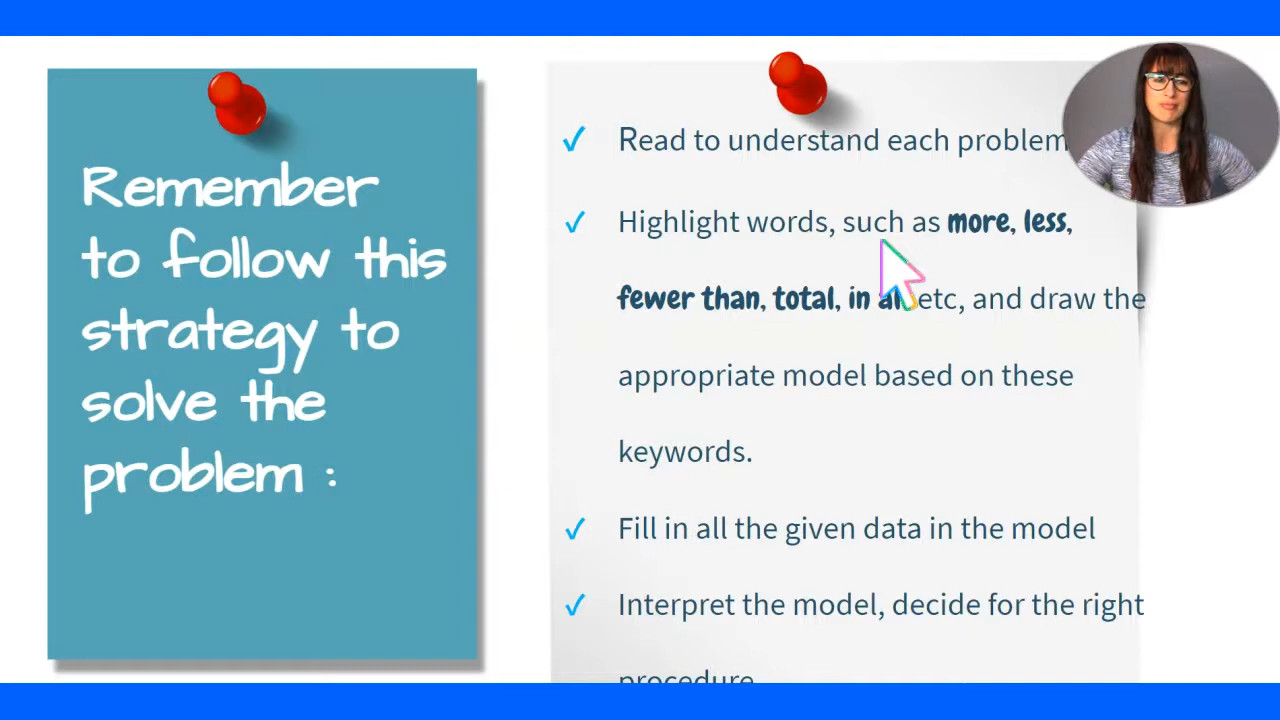 Remember
to follow this
strategy to
solve the
problem :
Read to understand each problem
Highlight words, such as more, less,
fewer than, total, in all etc, and draw the
appropriate model based on these
keywords.
Fill in all the given data in the model
Interpret the model, decide for the right
procedure